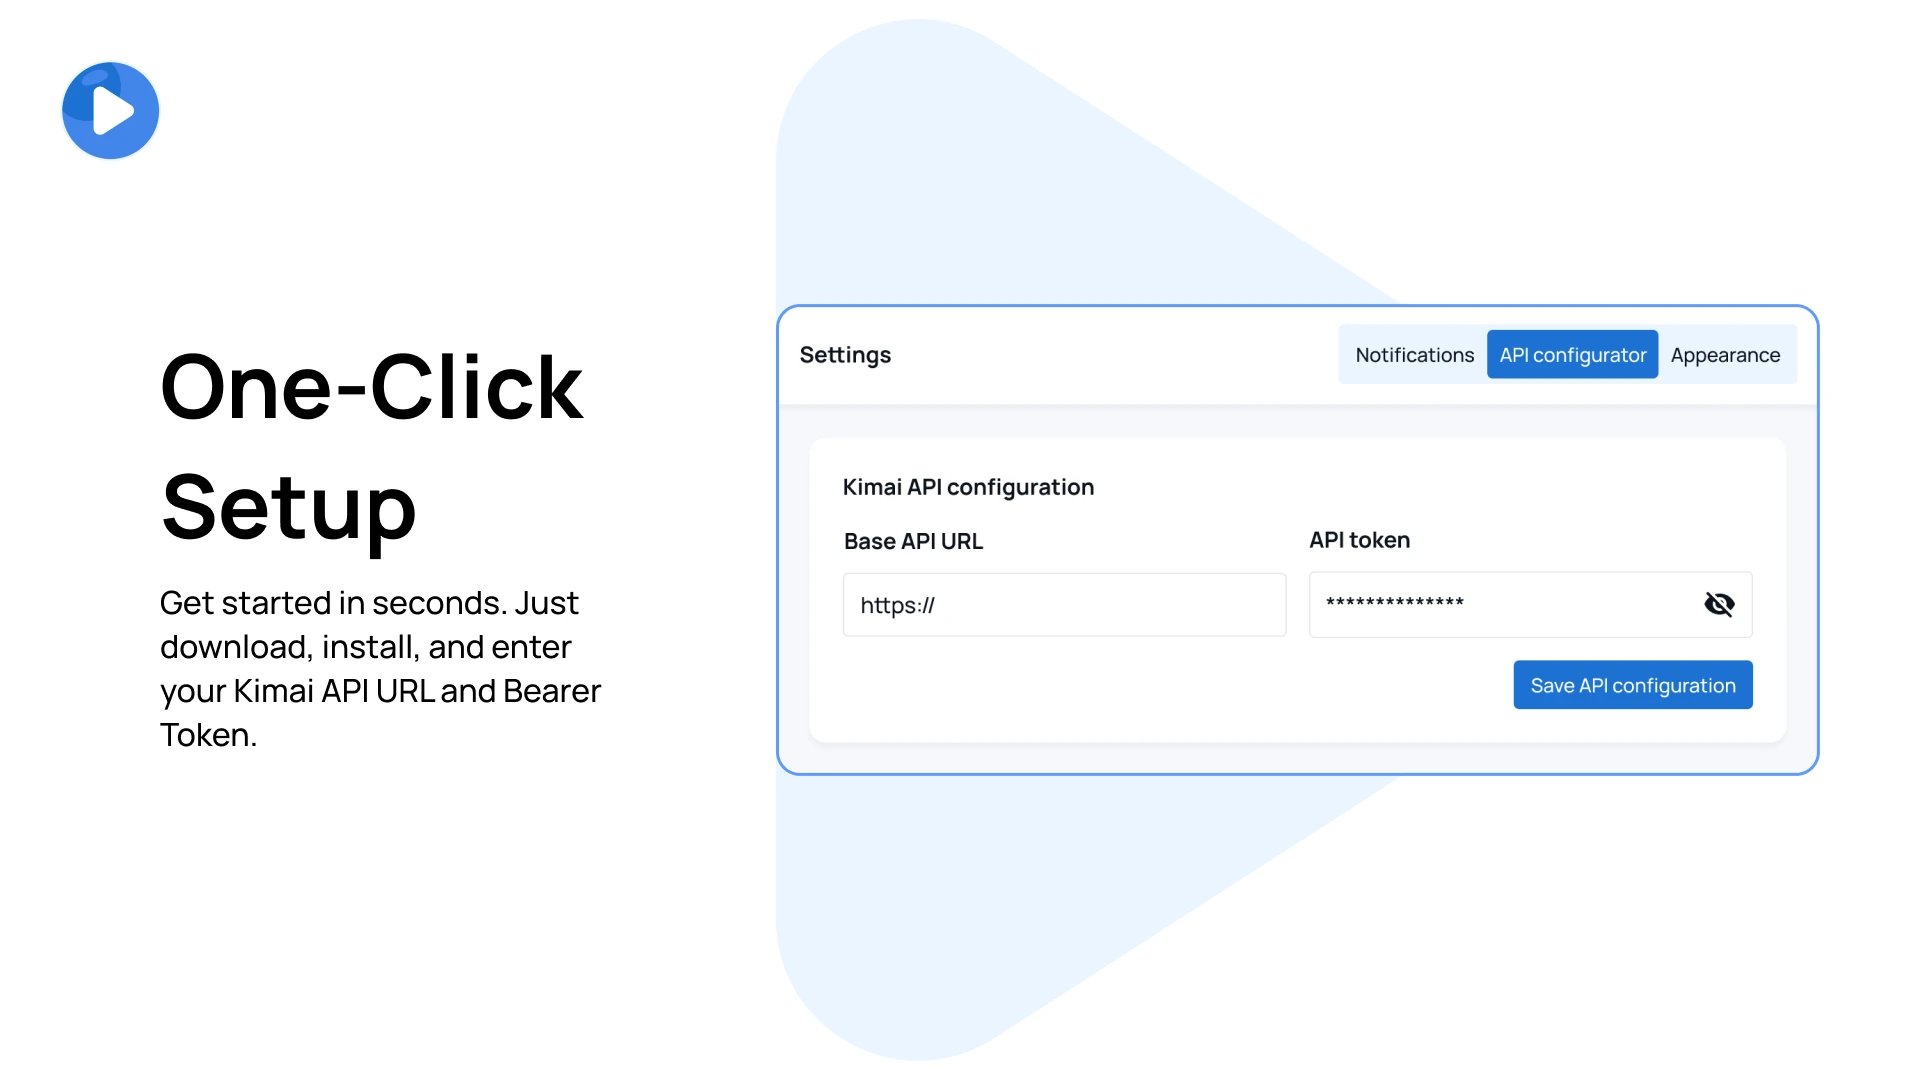 One-Click
Setup
Get started in seconds. Just
download, install, and enter
your Kimai API URL and Bearer
Token.
Settings
Notifications
API configurator
Appearance
Kimai API configuration
Base API URL
API token
https://
**************
Save API configuration